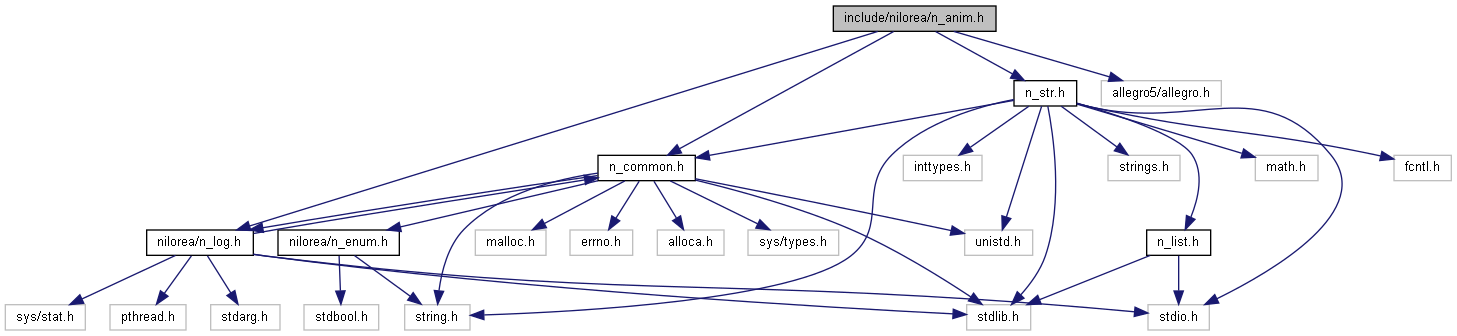 include/nilorea/n_anim.h
n_str.h
allegro5/allegro.h
n_common.h
inttypes.h
strings.h
math.h
fcntl.h
nilorea/n_log.h
nilorea/n_enum.h
malloc.h
errno.h
alloca.h
sys/types.h
unistd.h
n_list.h
sys/stat.h
pthread.h
stdarg.h
stdbool.h
string.h
stdlib.h
stdio.h